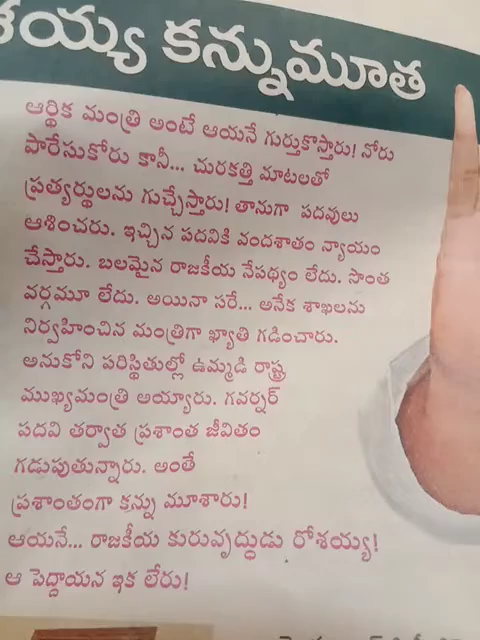 శయ్య కన్నుమూత
ఆర్థిక మంత్రి అంటే ఆయనే గుర్తుకొస్తారు! నోరు
పారేసుకోరు కానీ... చురకత్తి మాటలతో
ప్రత్యర్థులను గుచ్చేస్తారు! తానుగా పదవులు
ఆశించరు. ఇచ్చిన పదవికి వందశాతం న్యాయం
చేస్తారు. బలమైన రాజకీయ నేపథ్యం లేదు. సొంత
వర్గమూ లేదు. అయినా సరే... అనేక శాఖలను
నిర్వహించిన మంత్రిగా ఖ్యాతి గడించారు.
అనుకోని పరిస్థితుల్లో ఉమ్మడి రాష్ట్ర
ముఖ్యమంత్రి అయ్యారు. గవర్నర్
పదవి తర్వాత ప్రశాంత జీవితం
గడుపుతున్నారు. అంతే
ప్రశాంతంగా కన్ను మూశారు!
ఆయనే... రాజకీయ కురువృద్ధుడు రోశయ్య!
ఆ పెద్దాయన ఇక లేరు!